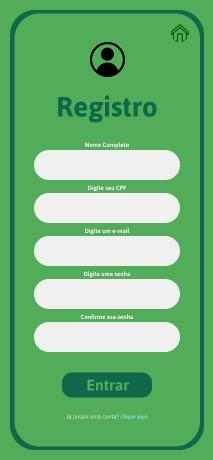 Registro
Nome Completo
Digite seu CPF
Digite um e-mail
Digite uma senha
Confirme sua senha
Entrar
Já possui uma conta? clique aqui